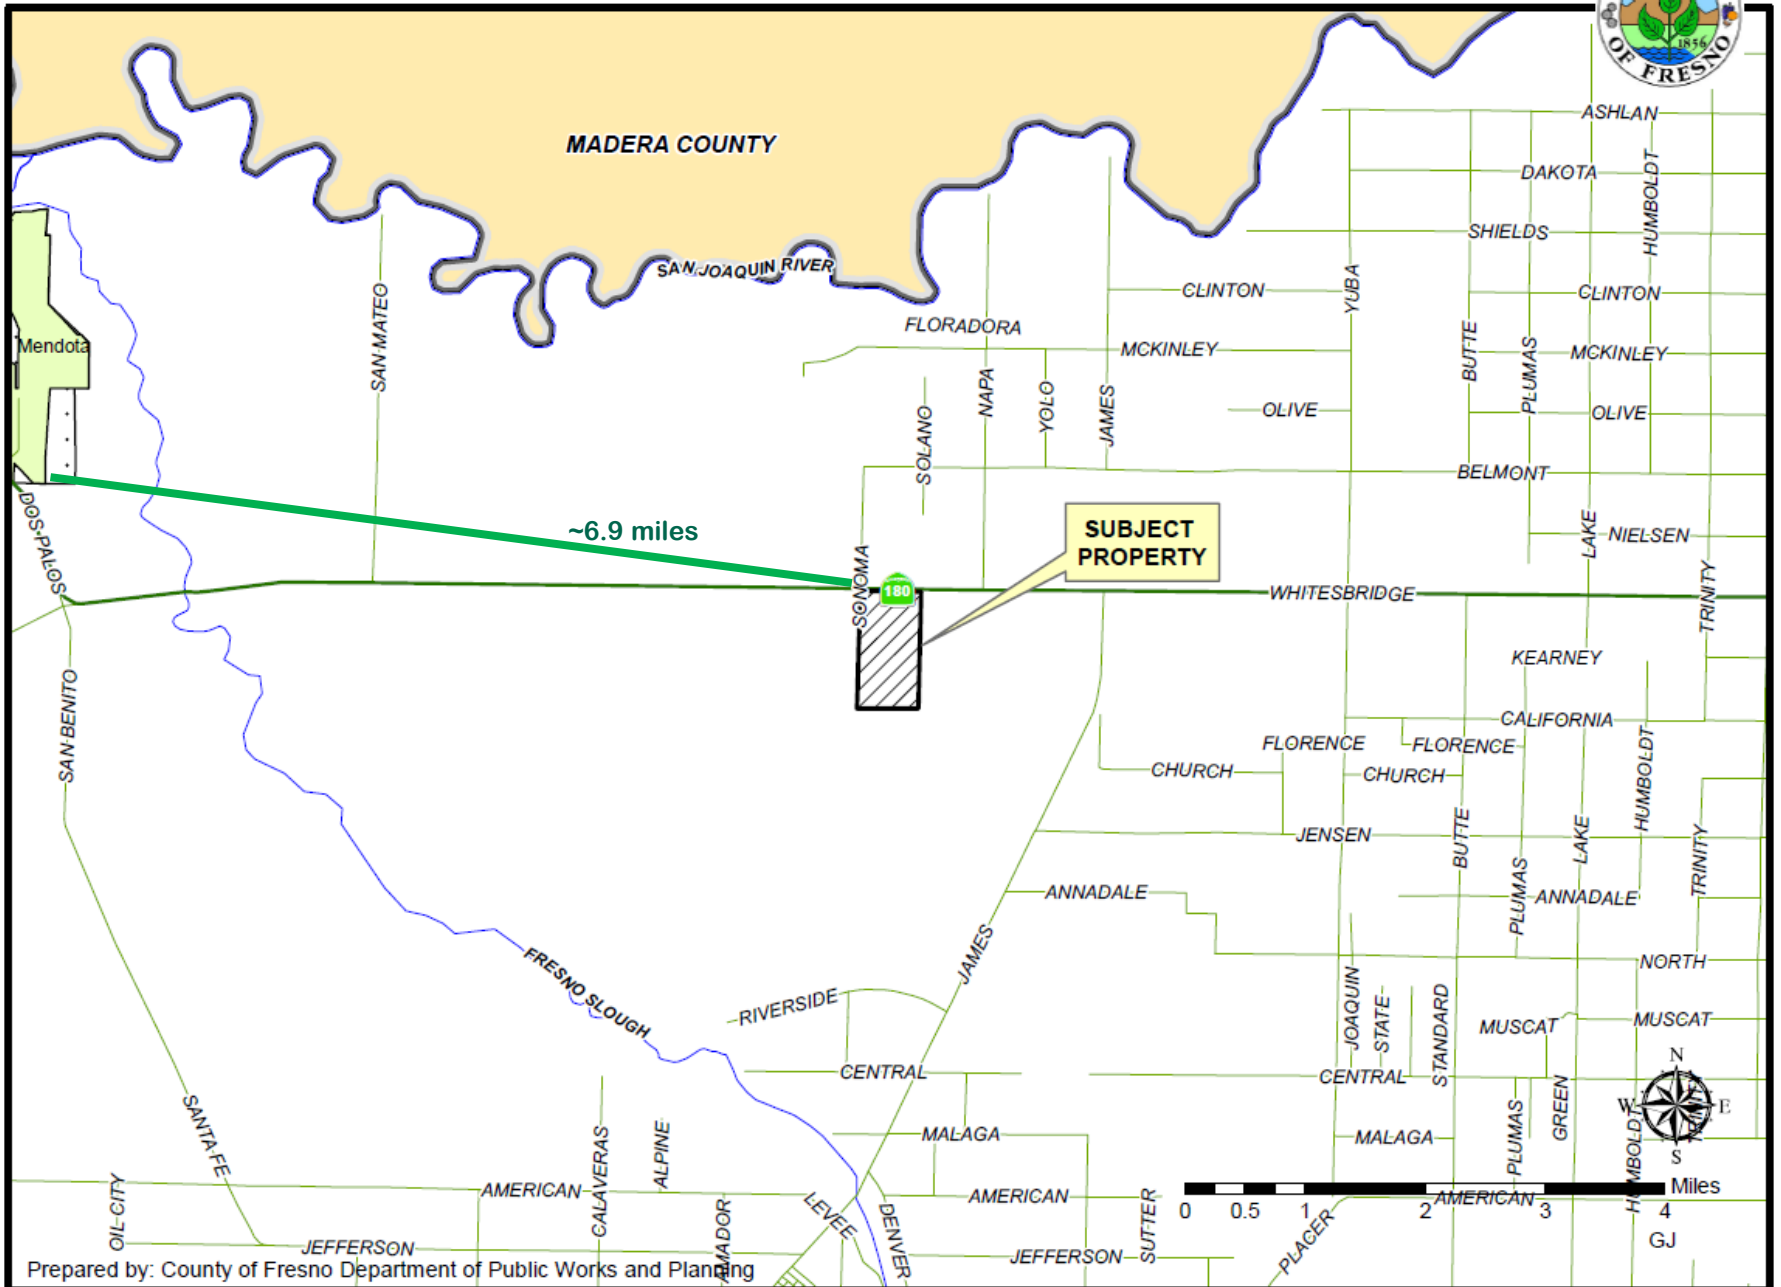 1856
OF FRESNO
ASHLAN
MADERA COUNTY
DAKOTA
HUMBOLDT
SHIELDS
SAN JOAQUIN RIVER
SAN MATEO
YUBA
CLINTON
CLINTON
FLORADORA
Mendota
MCKINLEY
BUTTE
PLUMAS
MCKINLEY
NAPA
YOLO
JAMES
OLIVE
OLIVE
SOLANO
BELMONT
DOS PALOS
~6.9 miles
SUBJECT
PROPERTY
LAKE
NIELSEN
SONOMA
180
WHITESBRIDGE
TRINITY
KEARNEY
SAN BENITO
CALIFORNIA
FLORENCE
FLORENCE
CHURCH
CHURCH
HUMBOLDT
JENSEN
BUTTE
LAKE
TRINITY
ANNADALE
PLUMAS
ANNADALE
JAMES
NORTH
FRESNO SLOUGH
RIVERSIDE
JOAQUIN
STATE
STANDARD
MUSCAT
MUSCAT
CENTRAL
CENTRAL
N
W
E
S
SANTA FE
CALAVERAS
ALPINE
MALAGA
MALAGA
PLUMAS
GREEN
HUMBOLDT
TRINITY
OIL CITY
AMERICAN
AMADOR
LEVEE
DENVER
AMERICAN
SUTTER
AMERICAN
Miles
0 0.5 1 2 3 4
PLACER
GJ
JEFFERSON
JEFFERSON
Prepared by: County of Fresno Department of Public Works and Planning